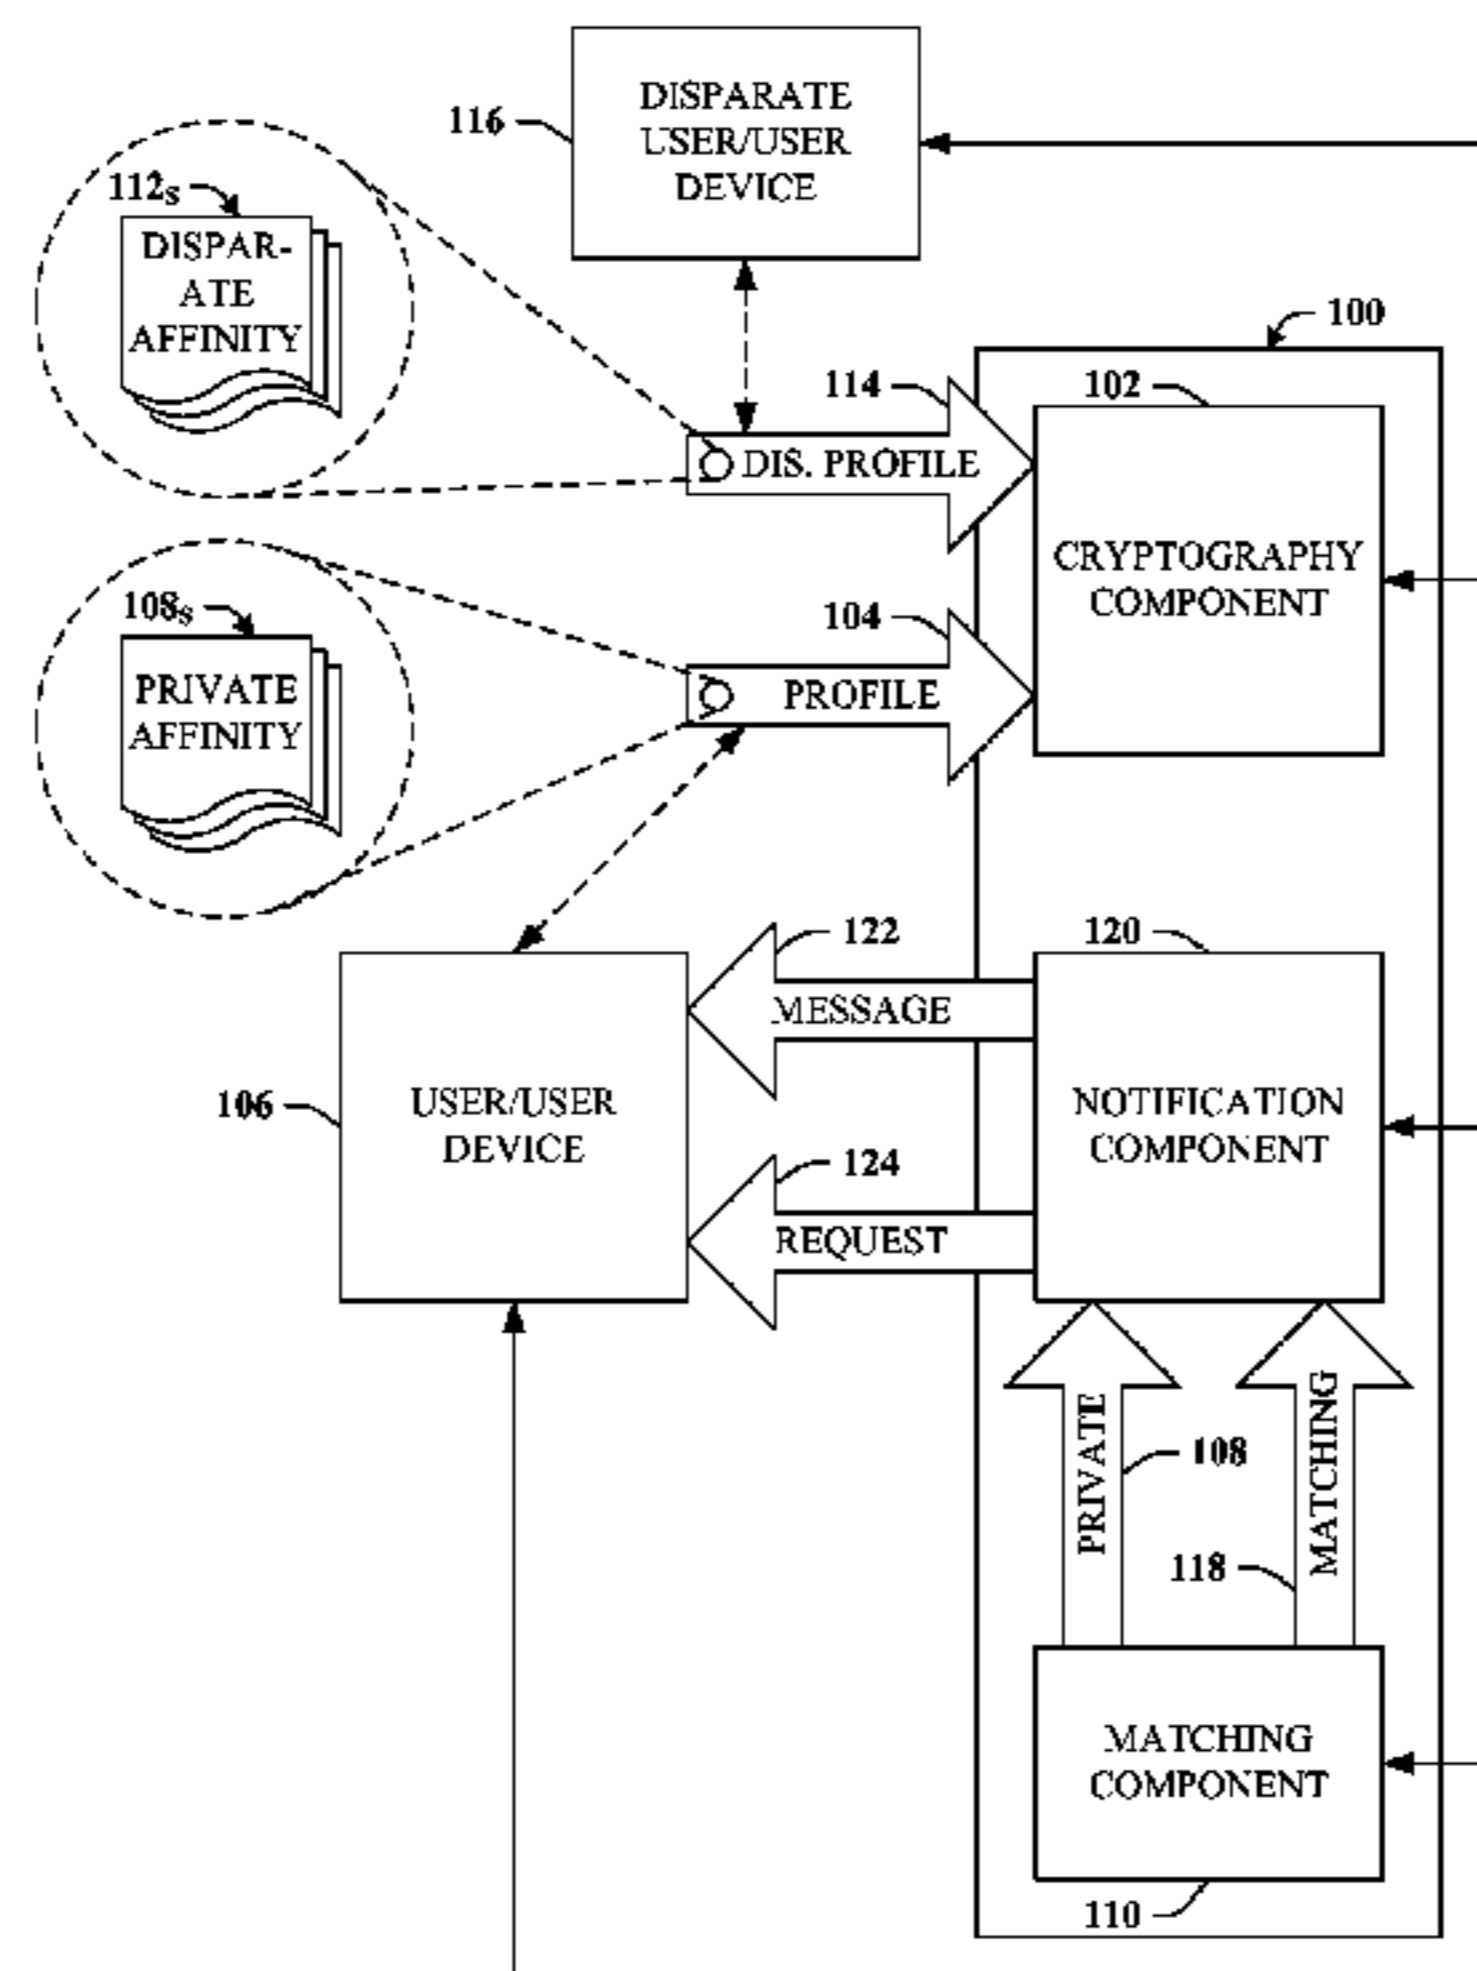 116
DISPARATE
USER/USER
DEVICE
112S
DISPAR-
ATE
AFFINITY
100
114
102
DIS. PROFILE
CRYPTOGRAPHY
COMPONENT
108S
PRIVATE
AFFINITY
104
PROFILE
122
120
MESSAGE
106
USER/USER
DEVICE
NOTIFICATION
COMPONENT
124
REQUEST
PRIVATE
108
MATCHING
118
MATCHING
COMPONENT
110